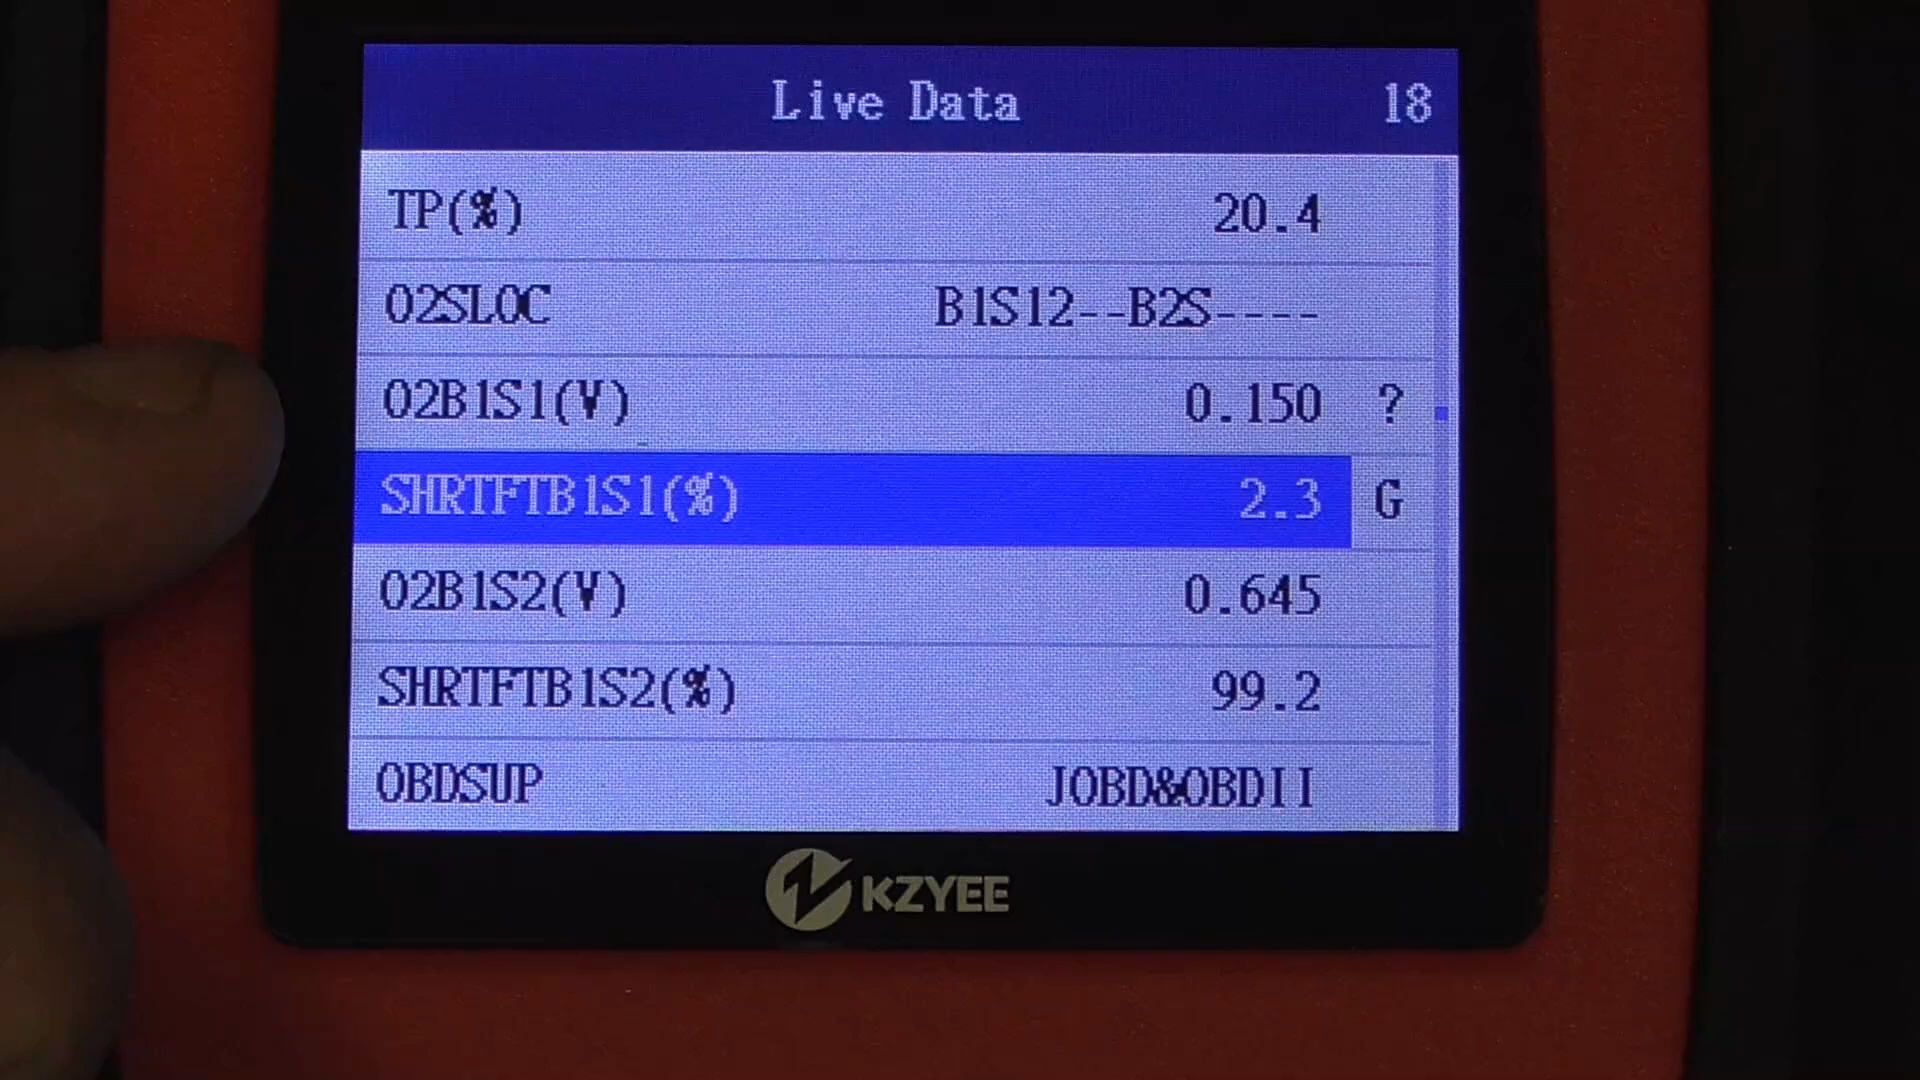 Live Data 18
TP(%) 20.4
O2SLOC B1S12--B2S----
O2B1S1(V) 0.150 ?
SHRTFTB1S1(%) 2.3 G
O2B1S2(V) 0.645
SHRTFTB1S2(%) 99.2
OBDSUP JOBD&OBDII
KZYEE